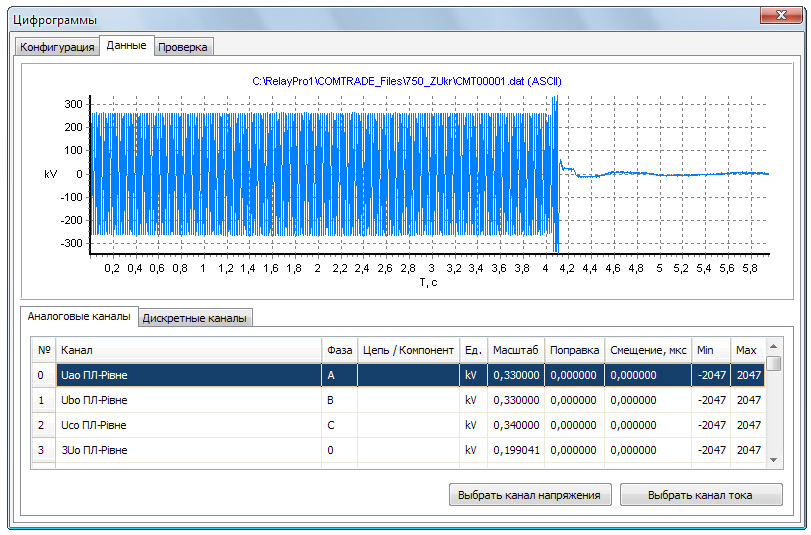 Цифрограммы
Конфигурация Данные Проверка
C:\RelayPro1\COMTRADE_Files\750_ZUkr\CMT00001.dat (ASCII)
300
200
100
kV 0
-100
-200
-300
0,2 0,4 0,6 0,8 1 1,2 1,4 1,6 1,8 2 2,2 2,4 2,6 2,8 3 3,2 3,4 3,6 3,8 4 4,2 4,4 4,6 4,8 5 5,2 5,4 5,6 5,8
T, c
Аналоговые каналы Дискретные каналы
№ Канал Фаза Цепь / Компонент Ед. Масштаб Поправка Смещение, мкс Min Max
0 Uao ПЛ-Рівне A kV 0,330000 0,000000 0,000000 -2047 2047
1 Ubo ПЛ-Рівне B kV 0,330000 0,000000 0,000000 -2047 2047
2 Uco ПЛ-Рівне C kV 0,340000 0,000000 0,000000 -2047 2047
3 3Uo ПЛ-Рівне 0 kV 0,199041 0,000000 0,000000 -2047 2047
Выбрать канал напряжения Выбрать канал тока